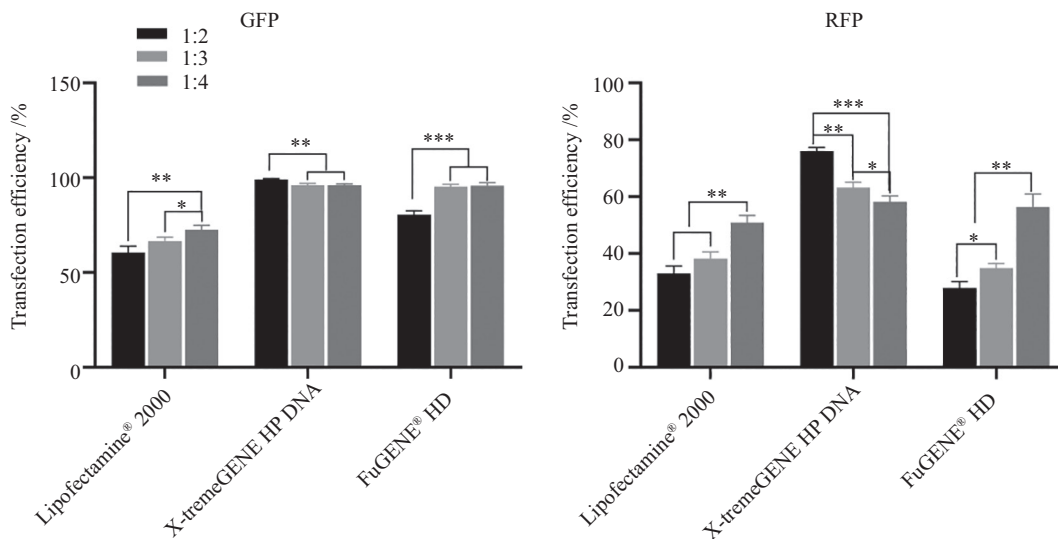 GFP
1:2
1:3
1:4
Transfection efficiency /%
150
100
50
0
**
*
**
***
Lipofectamine® 2000
X-tremeGENE HP DNA
FuGENE® HD
RFP
Transfection efficiency /%
100
80
60
40
20
0
**
***
**
*
**
*
Lipofectamine® 2000
X-tremeGENE HP DNA
FuGENE® HD